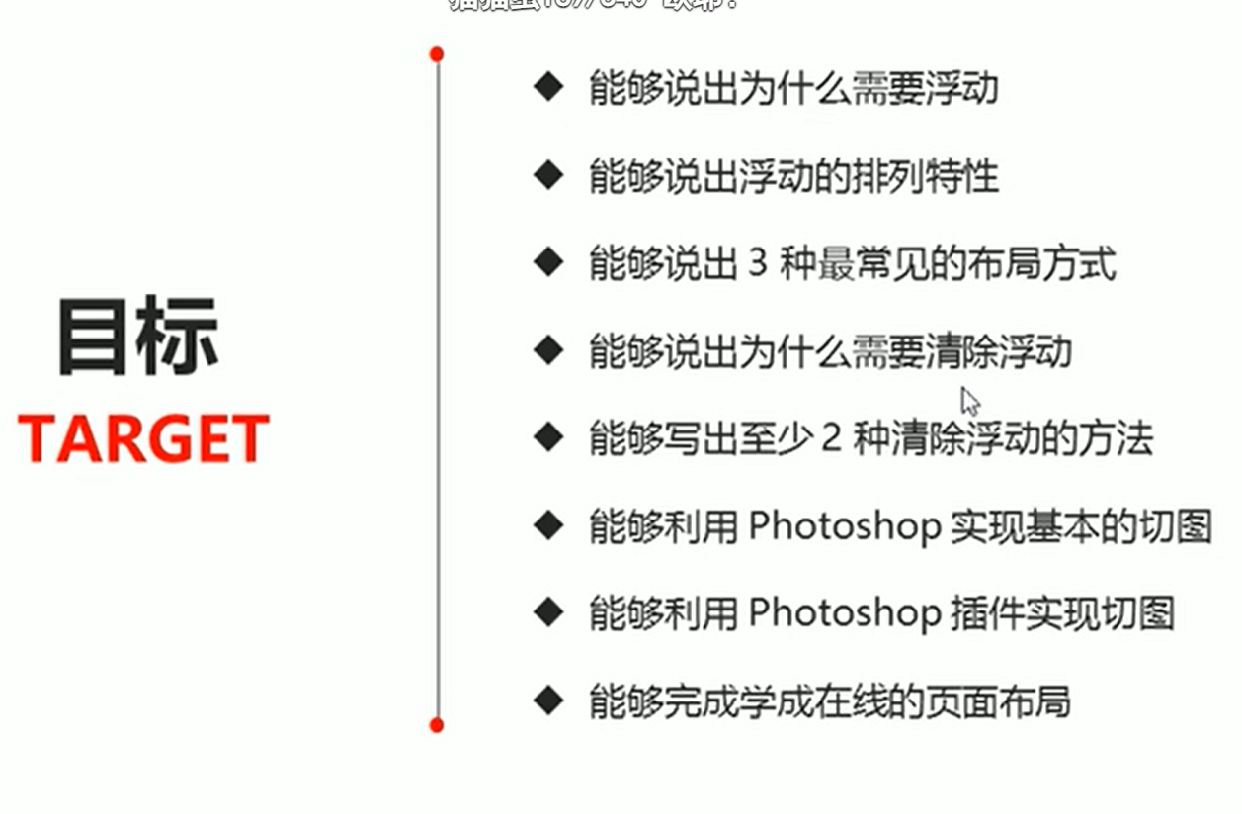 目标
TARGET
◆ 能够说出为什么需要浮动
◆ 能够说出浮动的排列特性
◆ 能够说出 3 种最常见的布局方式
◆ 能够说出为什么需要清除浮动
◆ 能够写出至少 2 种清除浮动的方法
◆ 能够利用 Photoshop 实现基本的切图
◆ 能够利用 Photoshop 插件实现切图
◆ 能够完成学成在线的页面布局